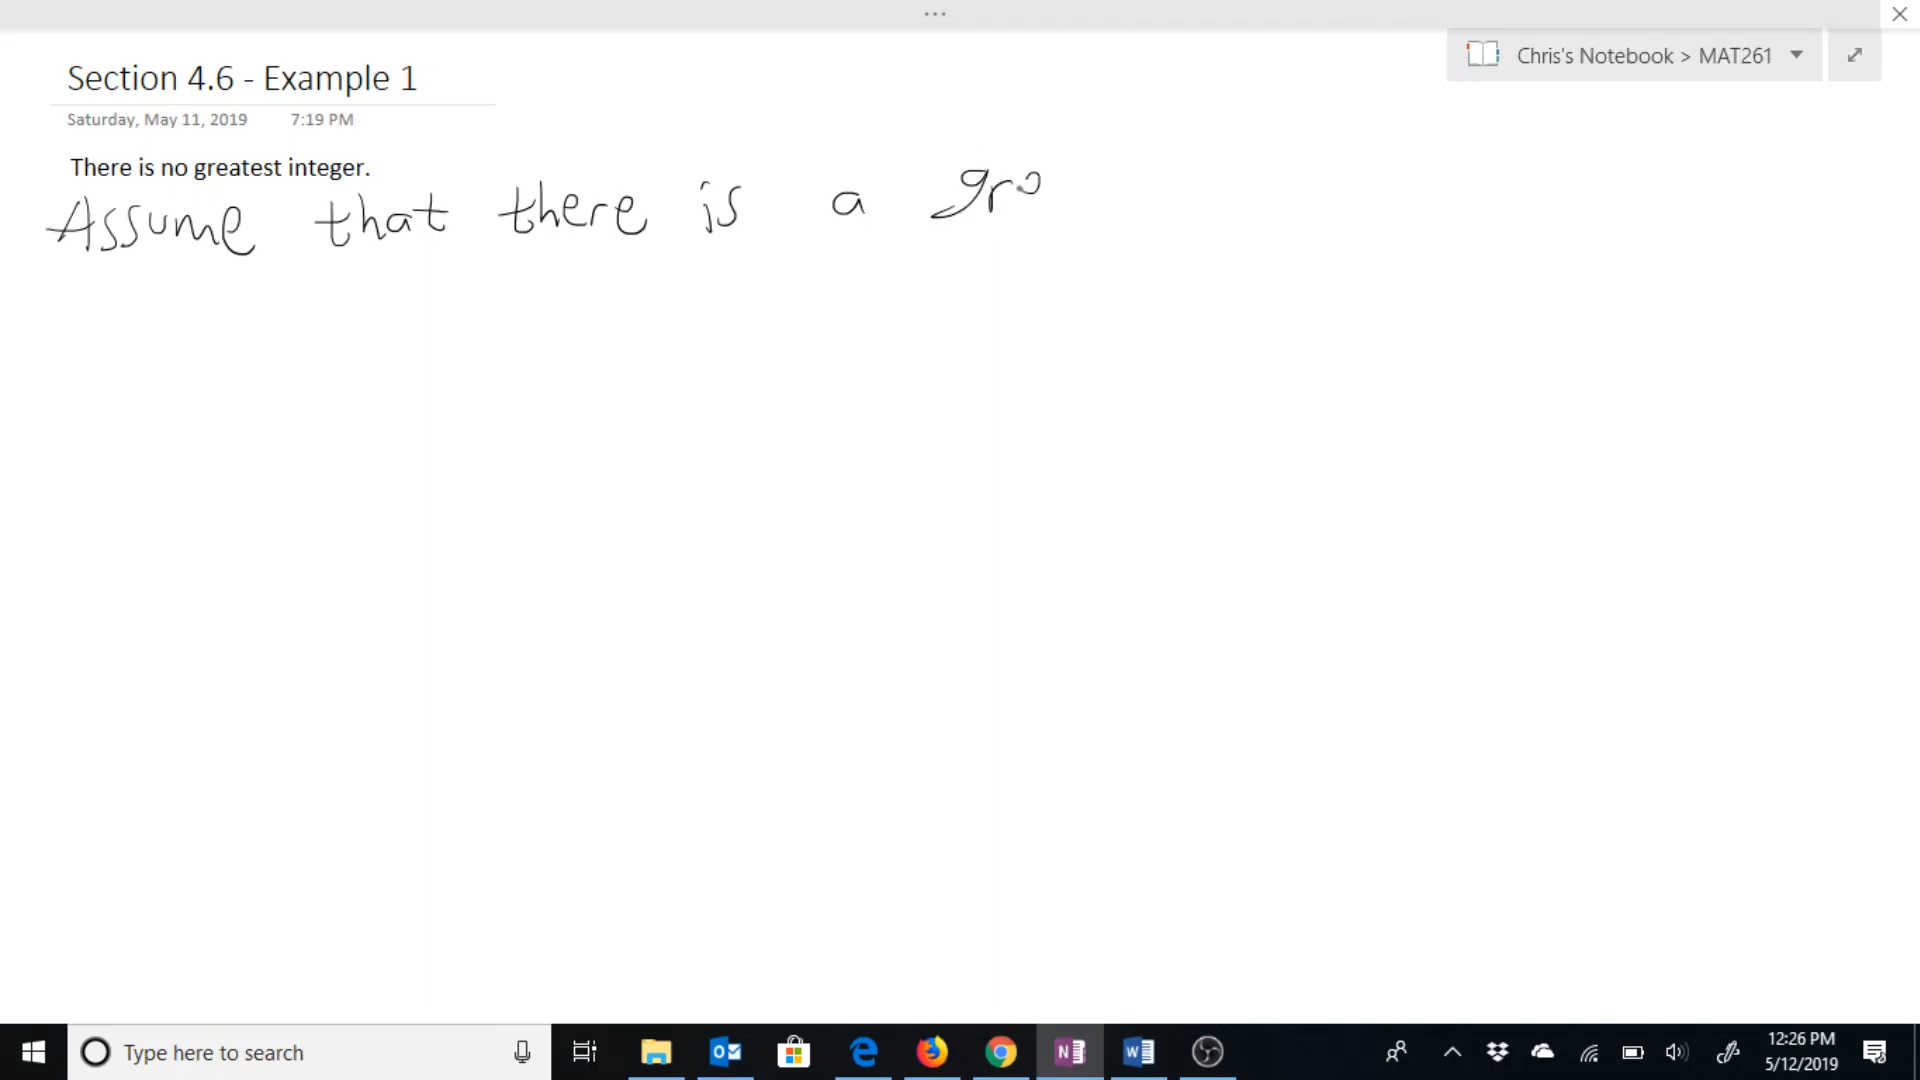 Chris's Notebook > MAT261
Section 4.6 - Example 1
Saturday, May 11, 2019 7:19 PM
There is no greatest integer.
Assume that there is a gre
Type here to search
12:26 PM
5/12/2019